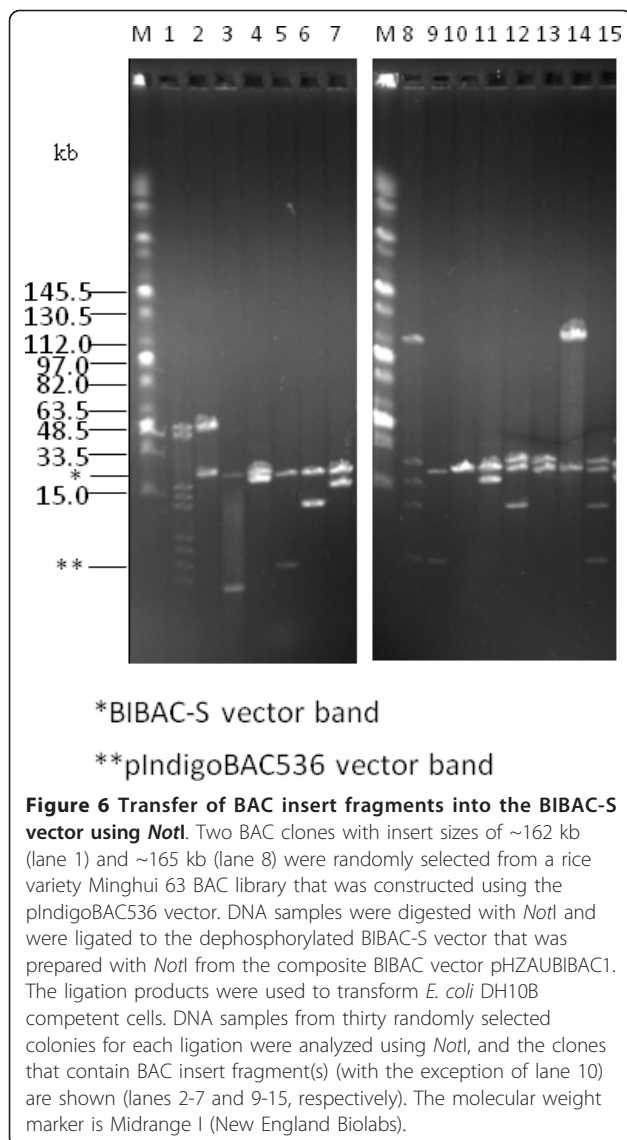 M 1 2 3 4 5 6 7 M 8 9 10 11 12 13 14 15
kb
145.5
130.5
112.0
97.0
82.0
63.5
48.5
33.5
*
15.0
**
*BIBAC-S vector band
**pIndigoBAC536 vector band
Figure 6 Transfer of BAC insert fragments into the BIBAC-S
vector using NotI. Two BAC clones with insert sizes of ~162 kb
(lane 1) and ~165 kb (lane 8) were randomly selected from a rice
variety Minghui 63 BAC library that was constructed using the
pIndigoBAC536 vector. DNA samples were digested with NotI and
were ligated to the dephosphorylated BIBAC-S vector that was
prepared with NotI from the composite BIBAC vector pHZAUBIBAC1.
The ligation products were used to transform E. coli DH10B
competent cells. DNA samples from thirty randomly selected
colonies for each ligation were analyzed using NotI, and the clones
that contain BAC insert fragment(s) (with the exception of lane 10)
are shown (lanes 2-7 and 9-15, respectively). The molecular weight
marker is Midrange I (New England Biolabs).